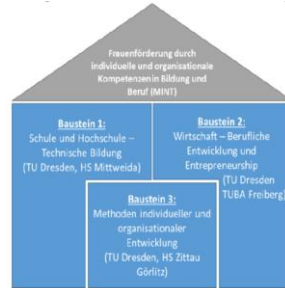 Frauenförderung durch
individuelle und organisationale
Kompetenzen in Bildung und
Beruf (MINT)
Baustein 1:
Schule und Hochschule –
Technische Bildung
(TU Dresden, HS Mittweida)
Baustein 2:
Wirtschaft – Berufliche
Entwicklung und
Entrepreneurship
(TU Dresden
TUBA Freiberg)
Baustein 3:
Methoden individueller und
organisationaler
Entwicklung
(TU Dresden, HS Zittau
Görlitz)